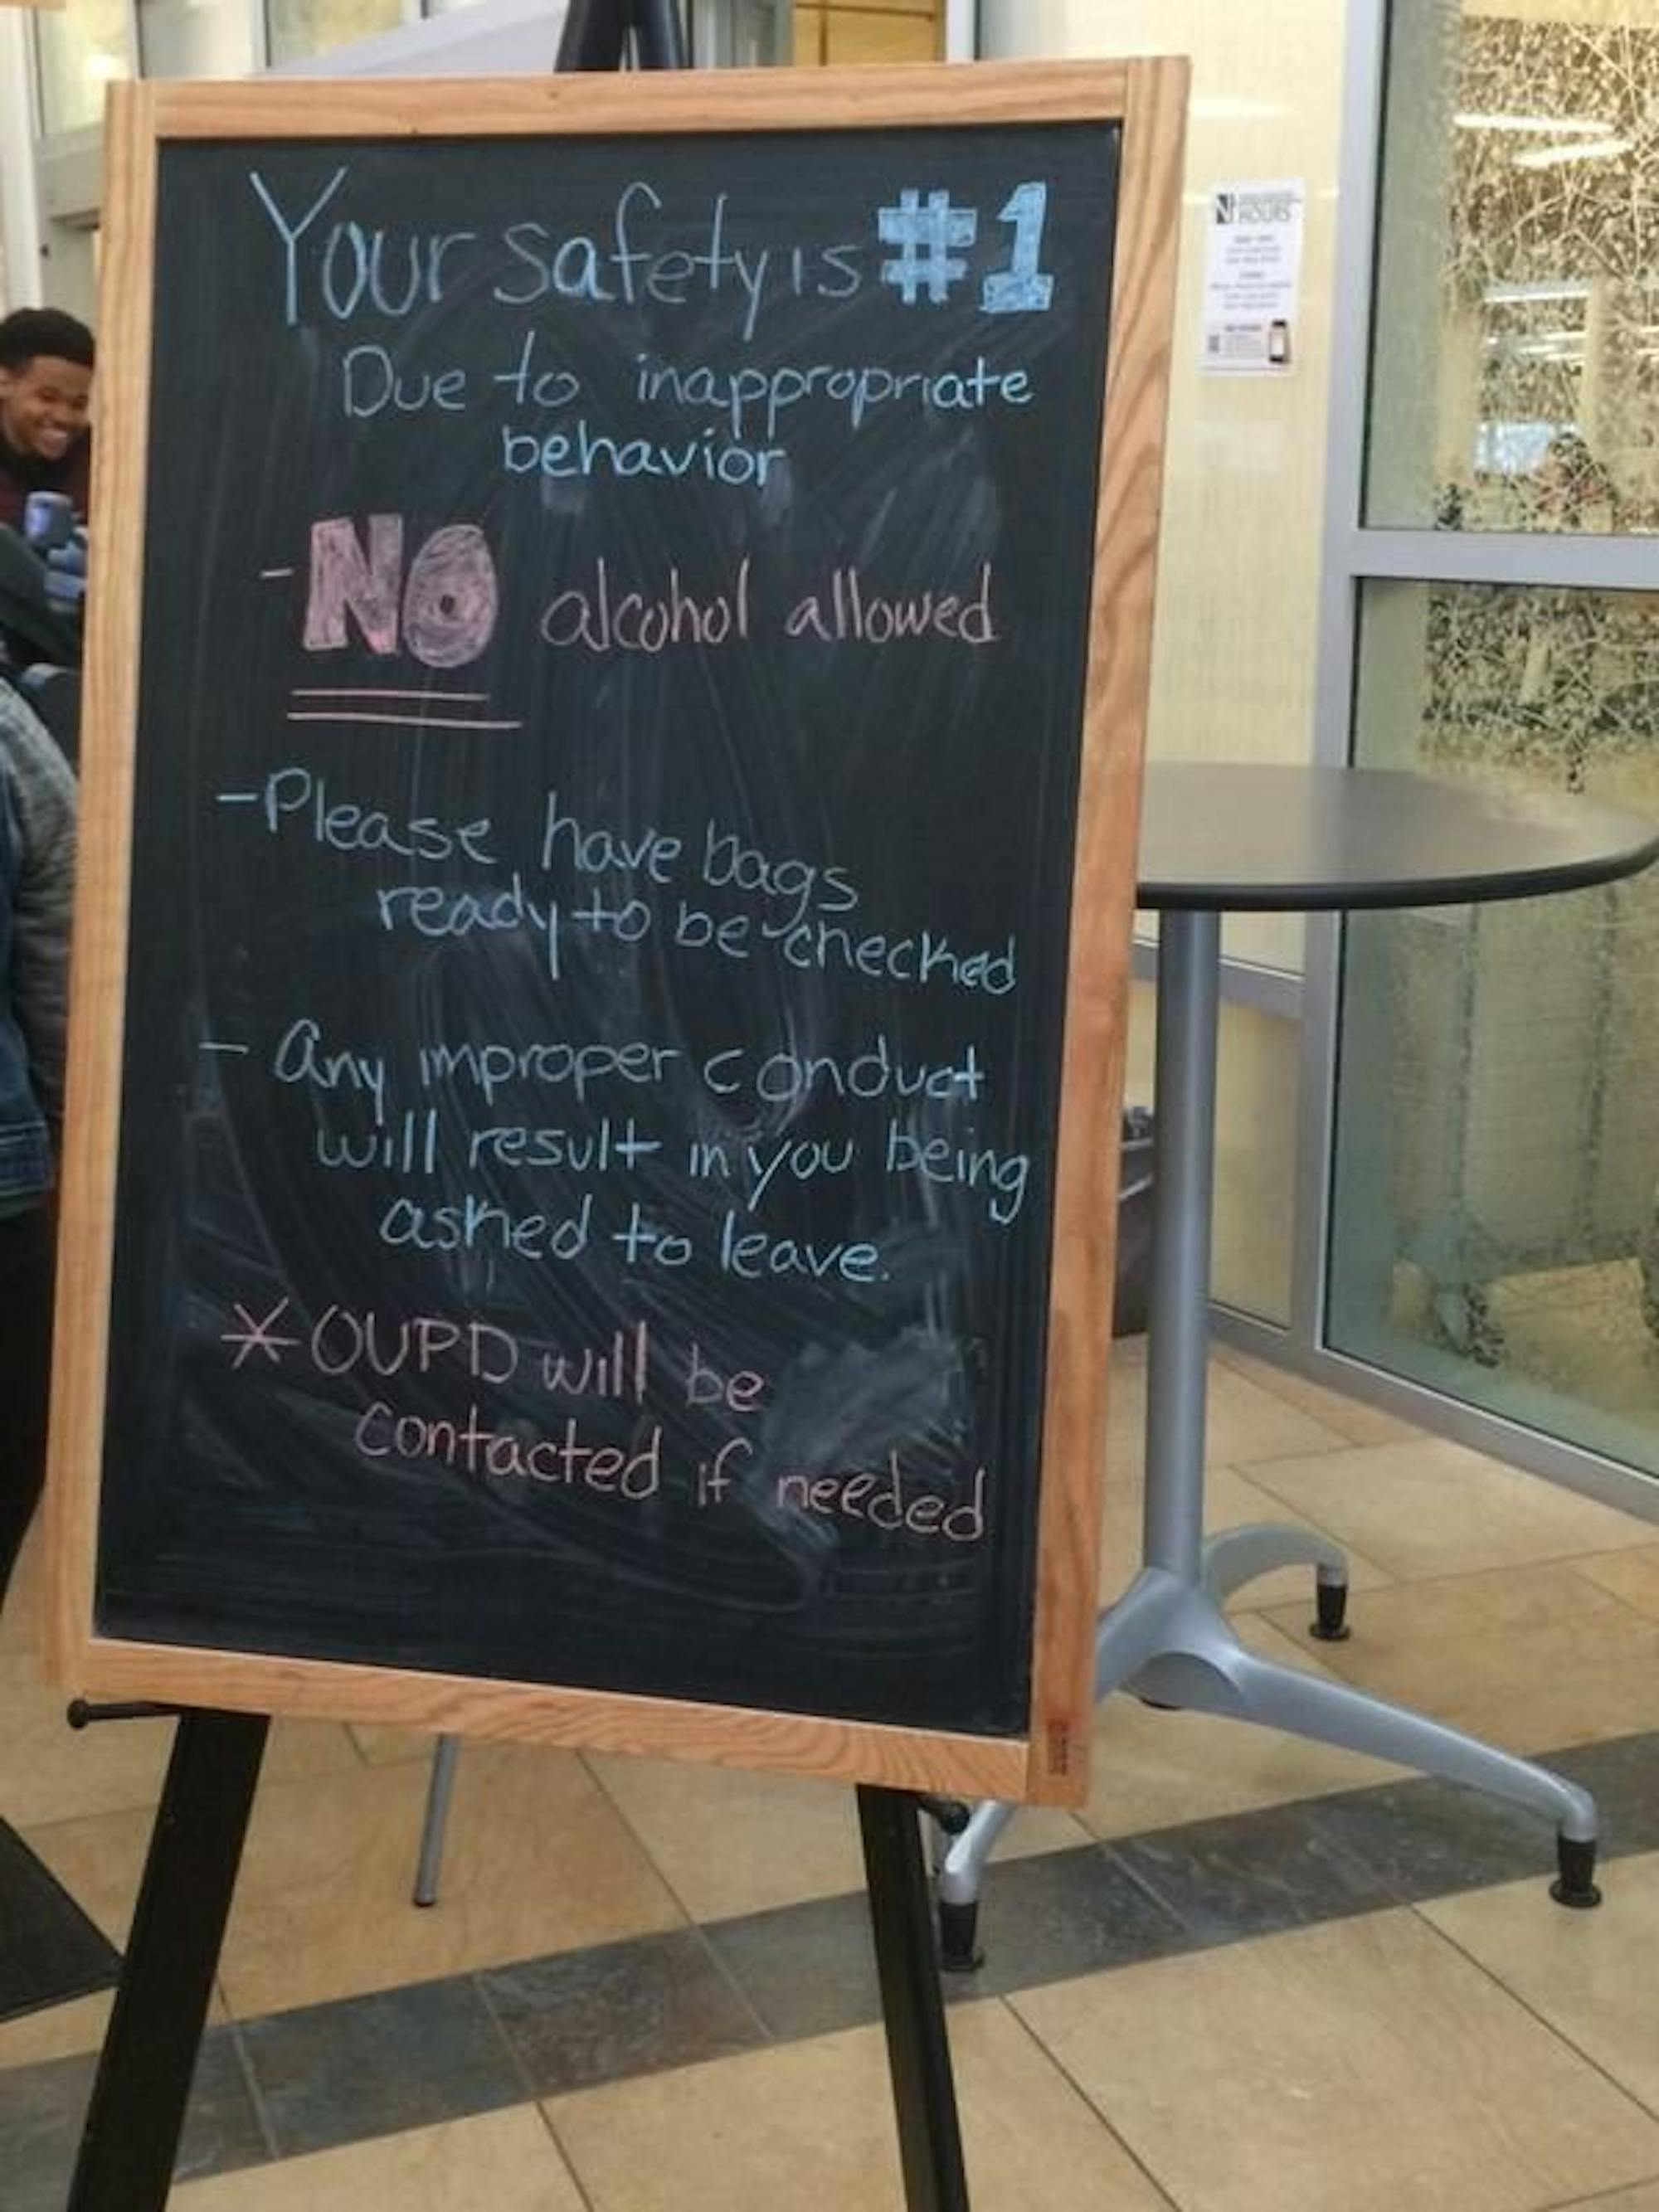 Your safety is #1
Due to inappropriate
behavior
- NO alcohol allowed
- Please have bags
ready to be checked
- Any improper conduct
will result in you being
asked to leave.
* OUPD will be
contacted if needed
HOURS